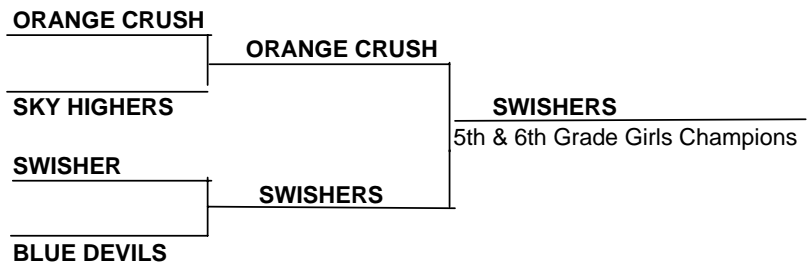 ORANGE CRUSH
ORANGE CRUSH
SKY HIGHERS
SWISHERS
5th & 6th Grade Girls Champions
SWISHER
SWISHERS
BLUE DEVILS